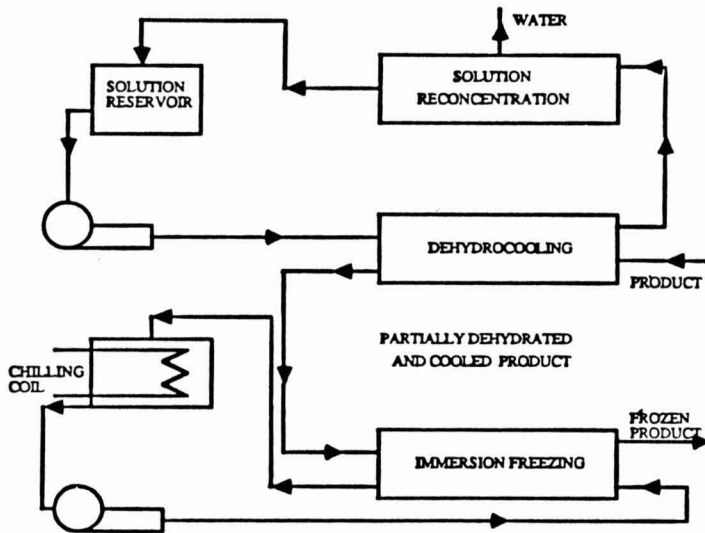 WATER
SOLUTION
RESERVOIR
SOLUTION
RECONCENTRATION
DEHYDROCOOLING
PRODUCT
PARTIALLY DEHYDRATED
AND COOLED PRODUCT
CHILLING
COIL
FROZEN
PRODUCT
IMMERSION FREEZING